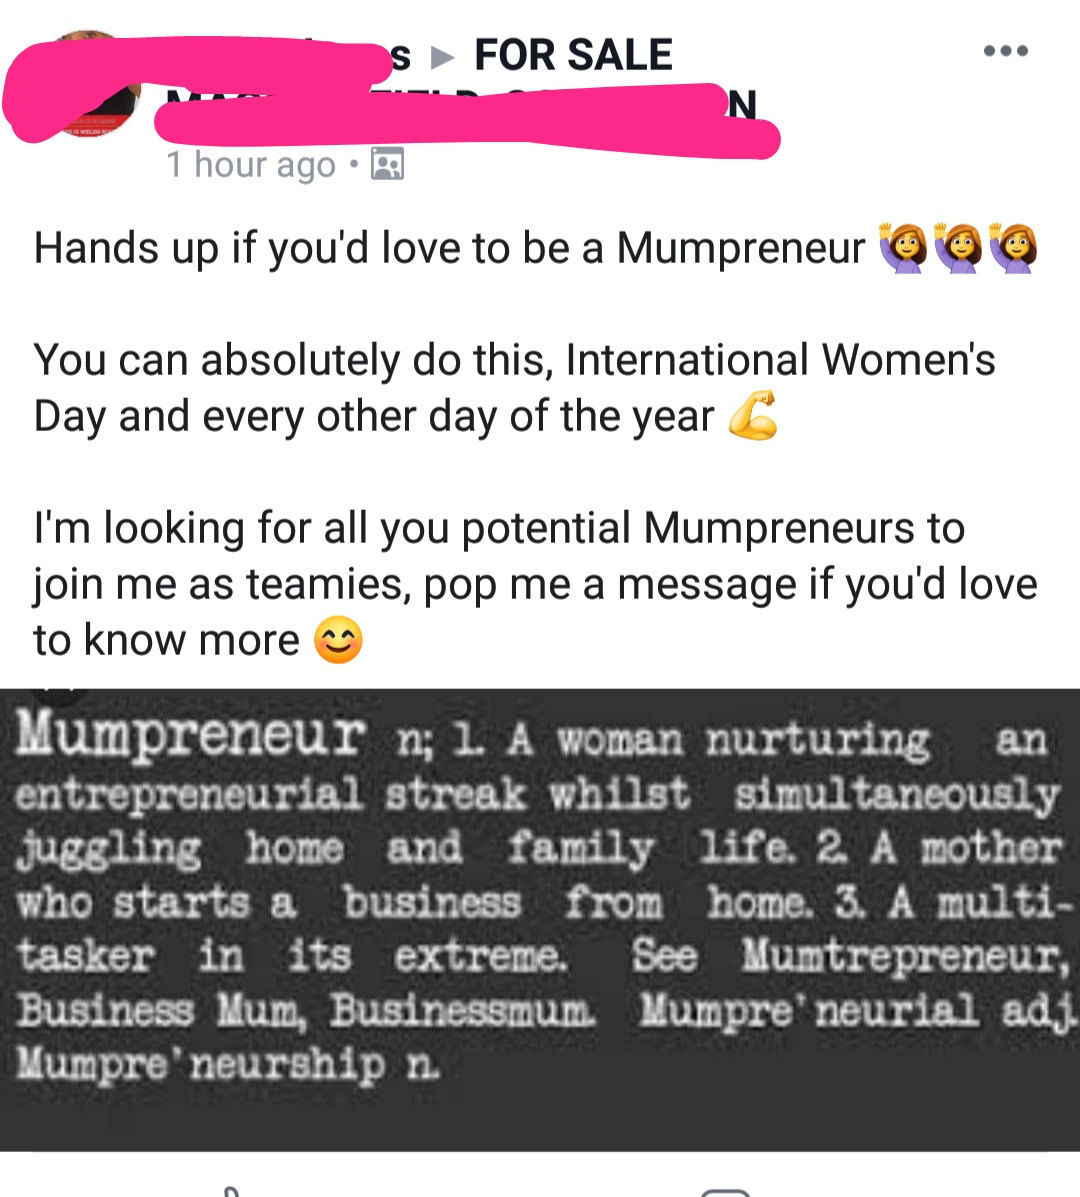 s ▸ FOR SALE
N
1 hour ago •
Hands up if you'd love to be a Mumpreneur 🙋‍♀️🙋‍♀️🙋‍♀️
You can absolutely do this, International Women's
Day and every other day of the year 💪
I'm looking for all you potential Mumpreneurs to
join me as teamies, pop me a message if you'd love
to know more 😊
Mumpreneur n; 1. A woman nurturing an
entrepreneurial streak whilst simultaneously
juggling home and family life. 2. A mother
who starts a business from home. 3. A multi-
tasker in its extreme. See Mumtrepreneur,
Business Mum, Businessmum. Mumpre'neurial adj.
Mumpre'neurship n.